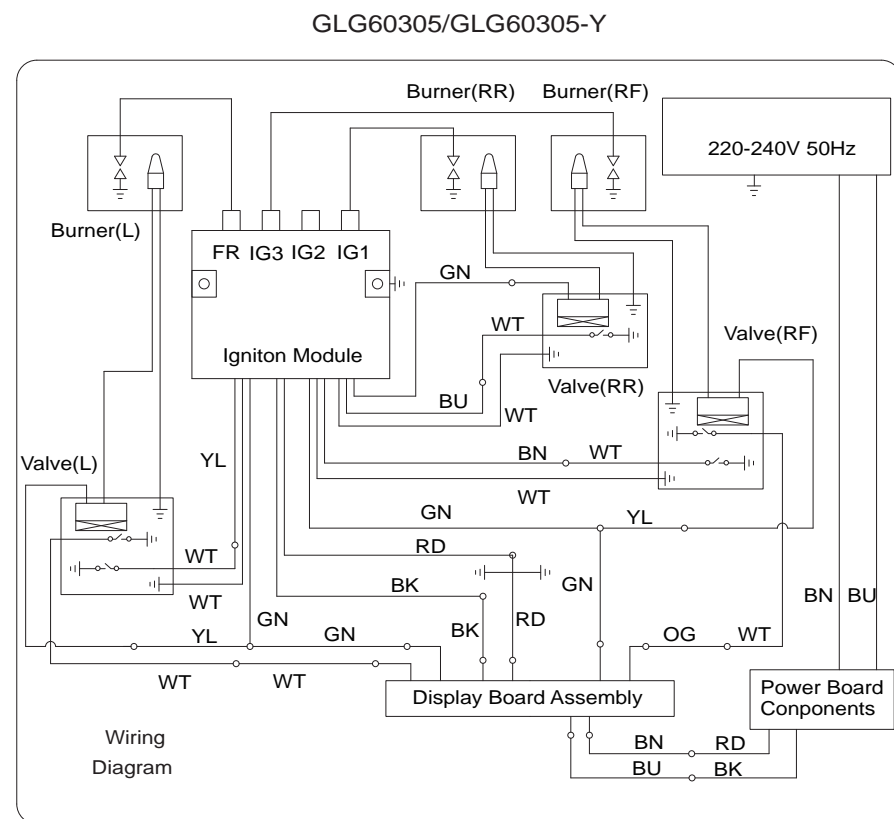 GLG60305/GLG60305-Y
Burner(RR)
Burner(RF)
220-240V 50Hz
Burner(L)
FR
IG3
IG2
IG1
GN
WT
Igniton Module
Valve(RF)
Valve(RR)
BU
WT
YL
BN
WT
Valve(L)
WT
GN
YL
RD
WT
BK
GN
BN
BU
WT
GN
BK
RD
YL
GN
OG
WT
WT
WT
Display Board Assembly
Power Board
Conponents
Wiring
Diagram
BN
RD
BU
BK